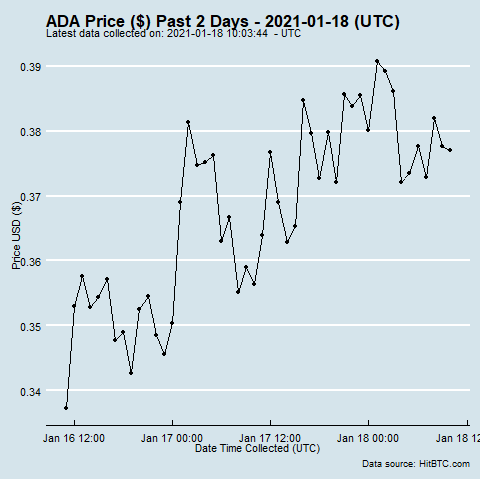 ADA Price ($) Past 2 Days - 2021-01-18 (UTC)
Latest data collected on: 2021-01-18 10:03:44 - UTC
0.39
0.38
0.37
0.36
0.35
0.34
Price USD ($)
Jan 16 12:00
Jan 17 00:00
Jan 17 12:00
Jan 18 00:00
Jan 18 12
Date Time Collected (UTC)
Data source: HitBTC.com